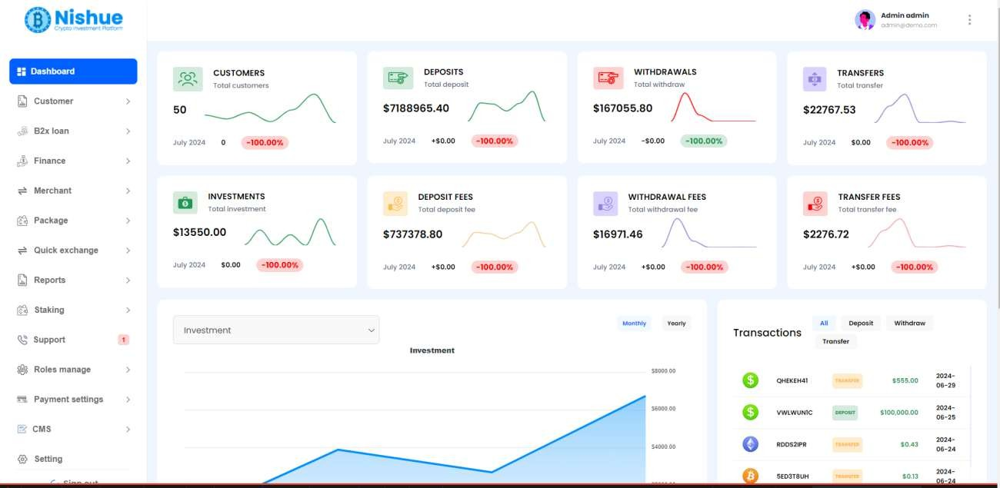 Nishue
Crypto Investment Platform
Admin admin
admin@demo.com
Dashboard
Customer
B2x loan
Finance
Merchant
Package
Quick exchange
Reports
Staking
Support 1
Roles manage
Payment settings
CMS
Setting
Sign out
CUSTOMERS
Total customers
50
July 2024 0 -100.00%
DEPOSITS
Total deposit
$7188965.40
July 2024 +$0.00 -100.00%
WITHDRAWALS
Total withdraw
$167055.80
July 2024 -$0.00 -100.00%
TRANSFERS
Total transfer
$22767.53
July 2024 $0.00 -100.00%
INVESTMENTS
Total investment
$13550.00
July 2024 $0.00 -100.00%
DEPOSIT FEES
Total deposit fee
$737378.80
July 2024 +$0.00 -100.00%
WITHDRAWAL FEES
Total withdrawal fee
$16971.46
July 2024 +$0.00 -100.00%
TRANSFER FEES
Total transfer fee
$2276.72
July 2024 +$0.00 -100.00%
Investment
Monthly Yearly
Investment
$8000.00
$6000.00
$4000.00
Transactions
All Deposit Withdraw
Transfer
QHEKEH41 TRANSFER $555.00 2024-
06-29
VWLWUN1C DEPOSIT $100,000.00 2024-
06-25
RDDS2IPR TRANSFER $0.43 2024-
06-24
5ED3T8UH TRANSFER $0.13 2024-
06-24